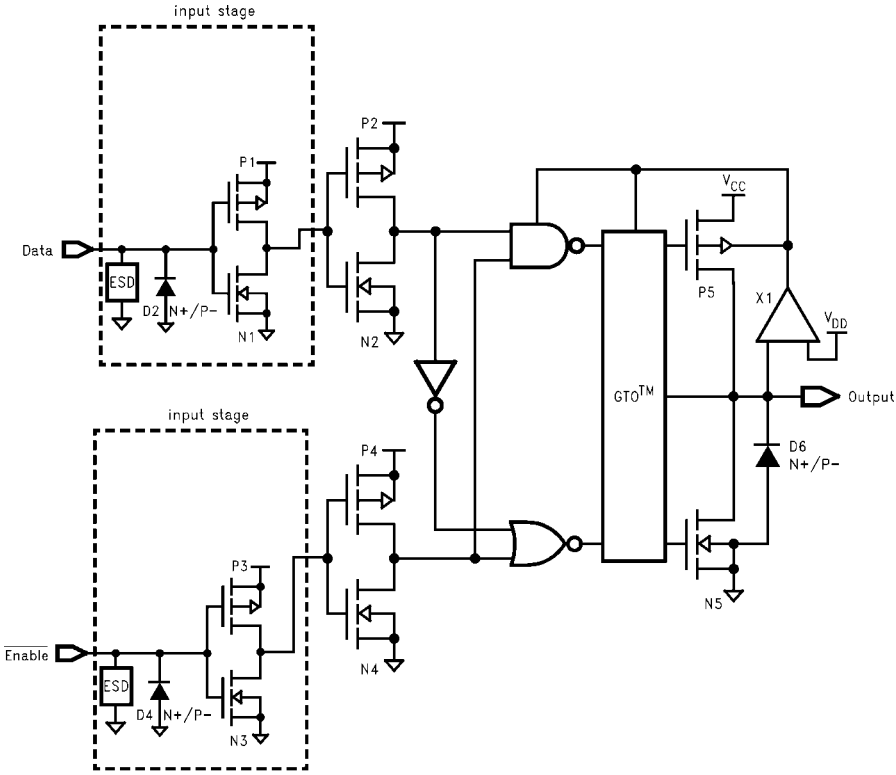 input stage
P2
P1
Data
ESD
D2 N+/P-
N1
N2
VCC
P5
X1
VDD
GTO™
Output
input stage
D6
N+/P-
P4
P3
N5
Enable
ESD
D4 N+/P-
N3
N4